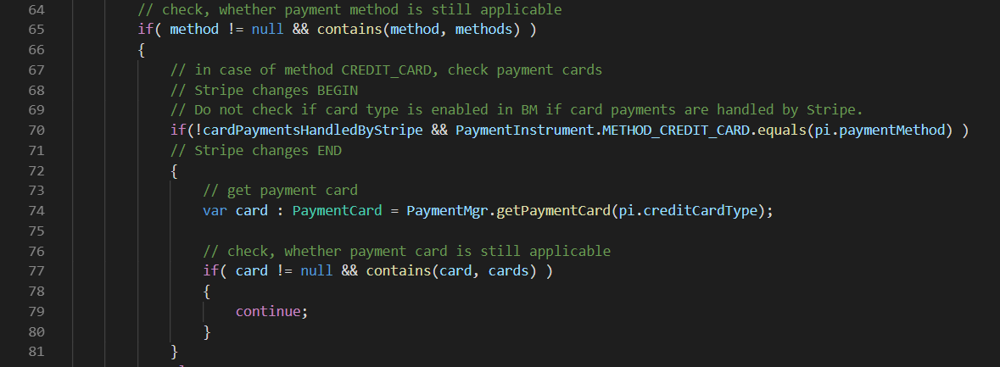 64 // check, whether payment method is still applicable
65 if( method != null && contains(method, methods) )
66 {
67 // in case of method CREDIT_CARD, check payment cards
68 // Stripe changes BEGIN
69 // Do not check if card type is enabled in BM if card payments are handled by Stripe.
70 if(!cardPaymentsHandledByStripe && PaymentInstrument.METHOD_CREDIT_CARD.equals(pi.paymentMethod) )
71 // Stripe changes END
72 {
73 // get payment card
74 var card : PaymentCard = PaymentMgr.getPaymentCard(pi.creditCardType);
75
76 // check, whether payment card is still applicable
77 if( card != null && contains(card, cards) )
78 {
79 continue;
80 }
81 }